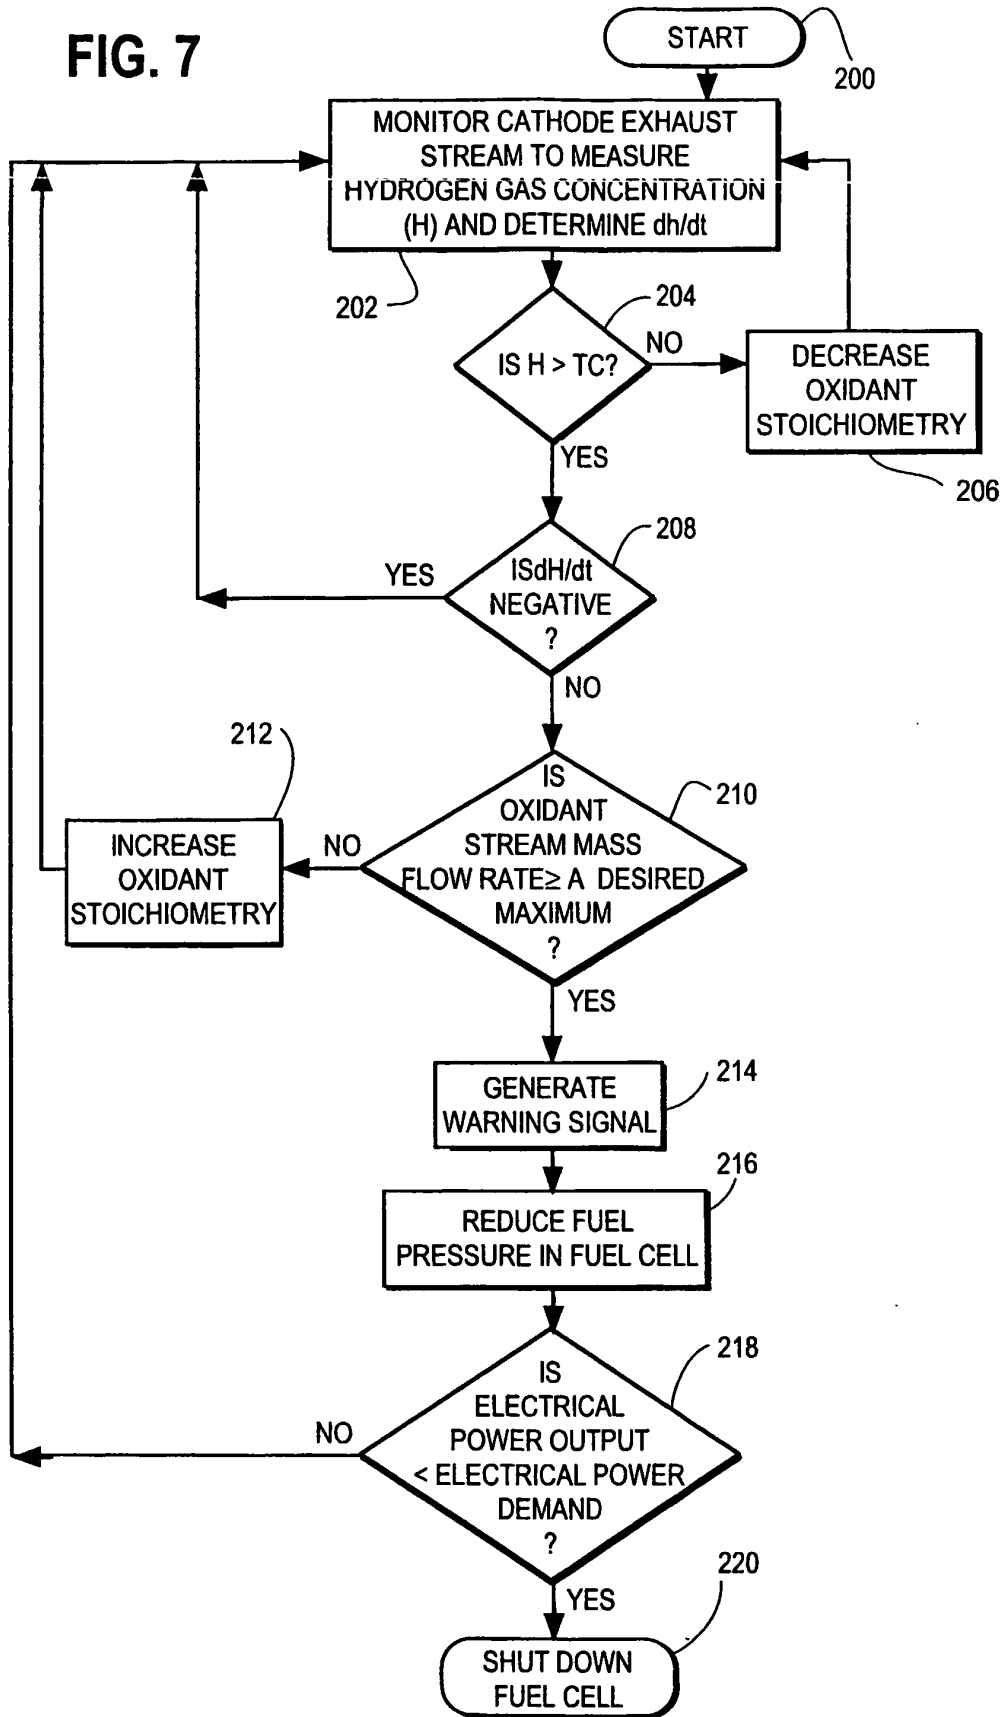 FIG. 7
START
200
MONITOR CATHODE EXHAUST
STREAM TO MEASURE
HYDROGEN GAS CONCENTRATION
(H) AND DETERMINE dh/dt
202
204
IS H > TC?
NO
DECREASE
OXIDANT
STOICHIOMETRY
206
YES
208
ISdH/dt
NEGATIVE
?
YES
NO
212
INCREASE
OXIDANT
STOICHIOMETRY
NO
IS
OXIDANT
STREAM MASS
FLOW RATE≥ A DESIRED
MAXIMUM
?
210
YES
GENERATE
WARNING SIGNAL
214
216
REDUCE FUEL
PRESSURE IN FUEL CELL
218
IS
ELECTRICAL
POWER OUTPUT
< ELECTRICAL POWER
DEMAND
?
NO
YES
220
SHUT DOWN
FUEL CELL